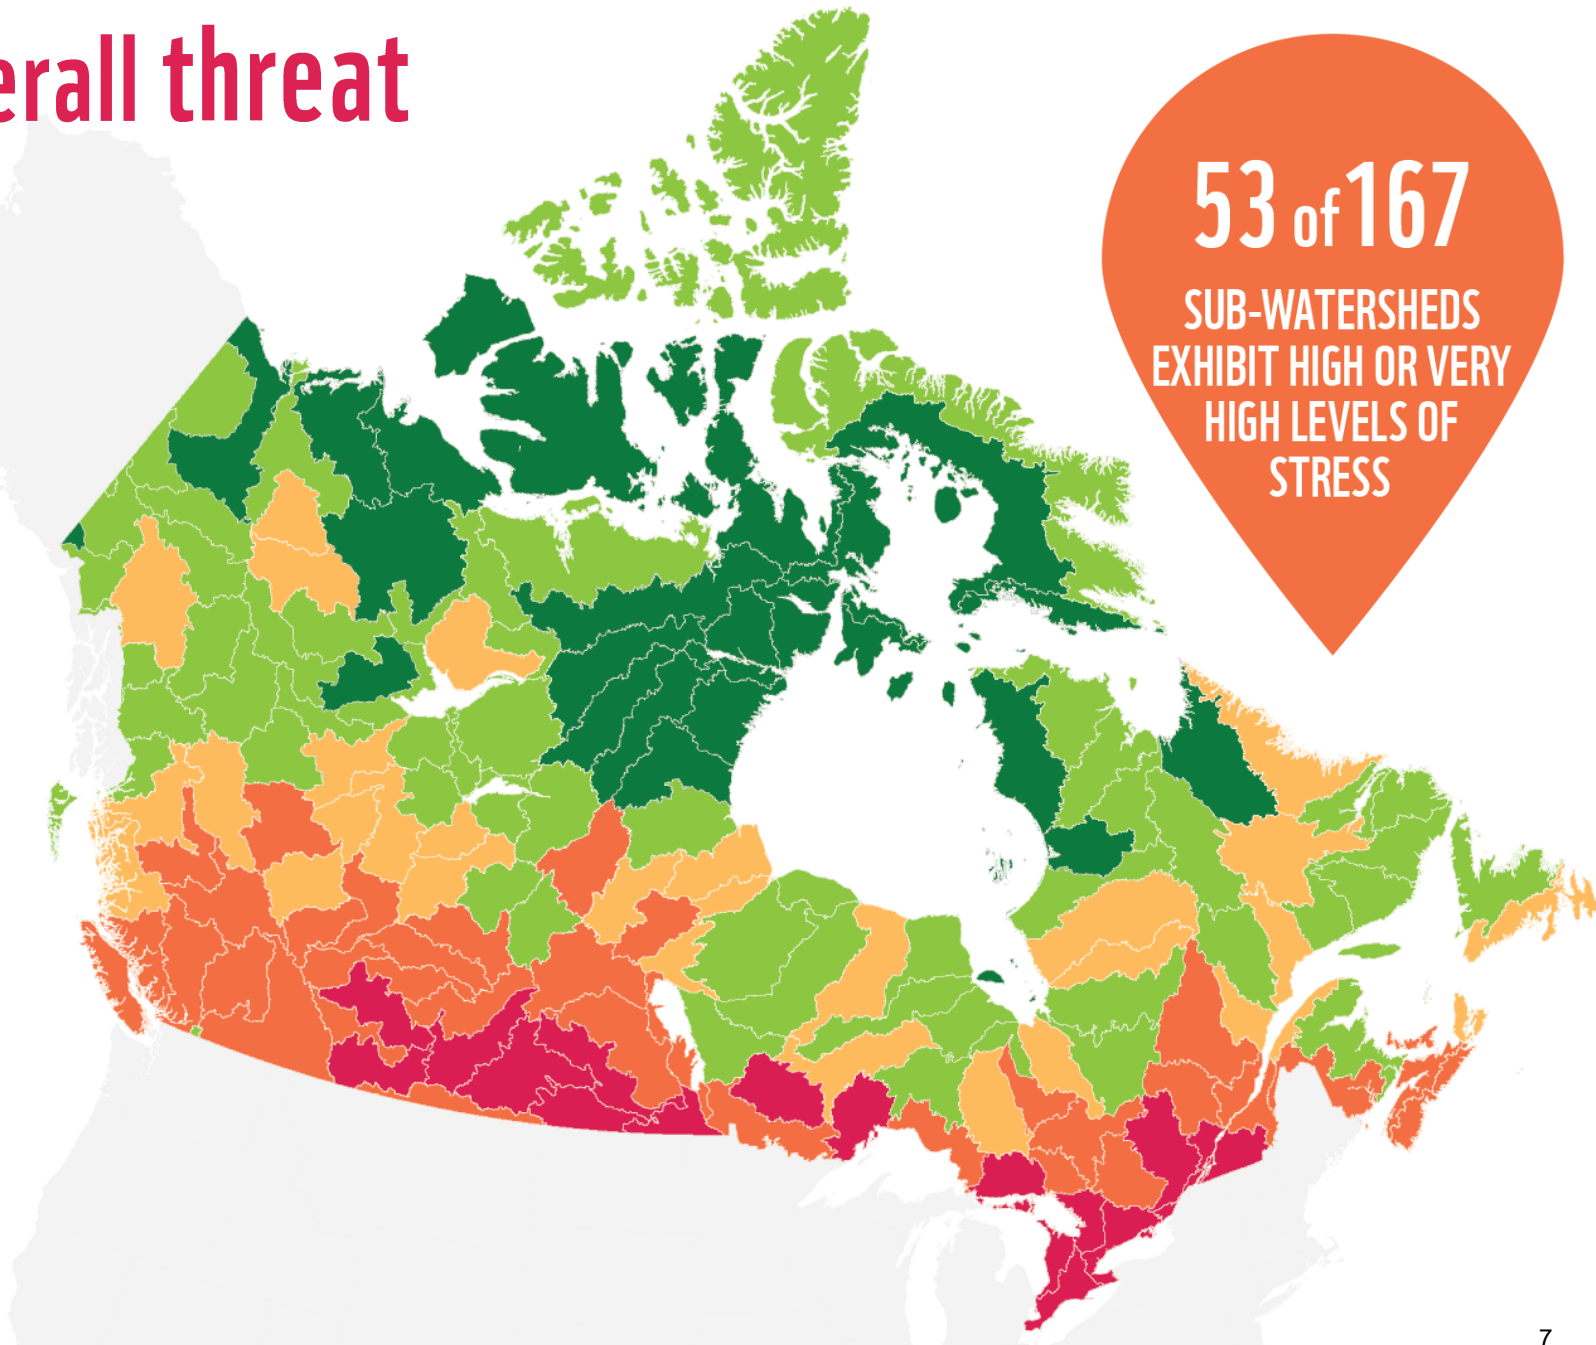 erall threat
53 of 167
SUB-WATERSHEDS
EXHIBIT HIGH OR VERY
HIGH LEVELS OF
STRESS
7